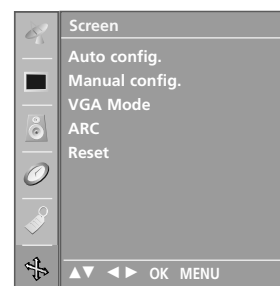 Screen
Auto config.
Manual config.
VGA Mode
ARC
Reset
▲▼ ◄► OK MENU